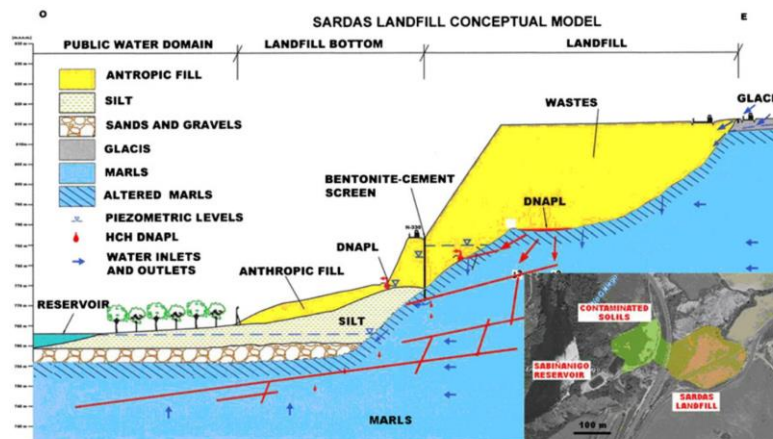 SARDAS LANDFILL CONCEPTUAL MODEL
O
E
PUBLIC WATER DOMAIN
LANDFILL BOTTOM
LANDFILL
ANTROPIC FILL
SILT
SANDS AND GRAVELS
GLACIS
MARLS
ALTERED MARLS
PIEZOMETRIC LEVELS
HCH DNAPL
WATER INLETS
AND OUTLETS
WASTES
GLAC
BENTONITE-CEMENT
SCREEN
DNAPL
DNAPL
ANTHROPIC FILL
RESERVOIR
SILT
MARLS
CONTAMINATED
SOLILS
SABIÑANIGO
RESERVOIR
SARDAS
LANDFILL
100 m